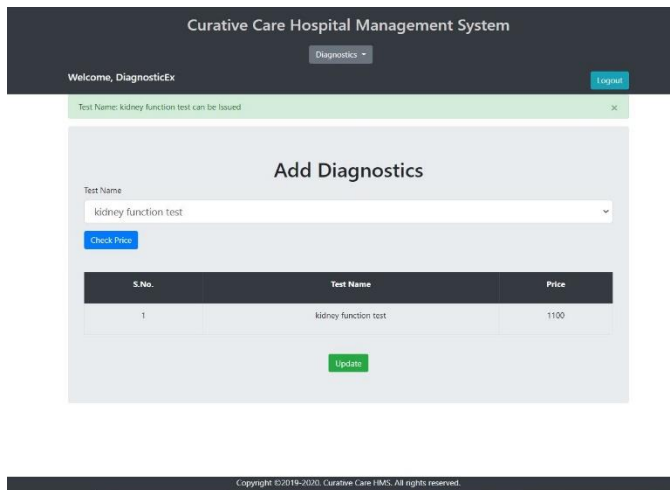 Curative Care Hospital Management System
Diagnostics
Welcome, DiagnosticEx
Logout
Test Name: kidney function test can be Issued ×
Add Diagnostics
Test Name
kidney function test
Check Price
S.No. Test Name Price
1 kidney function test 1100
Update
Copyright ©2019-2020. Curative Care HMS. All rights reserved.